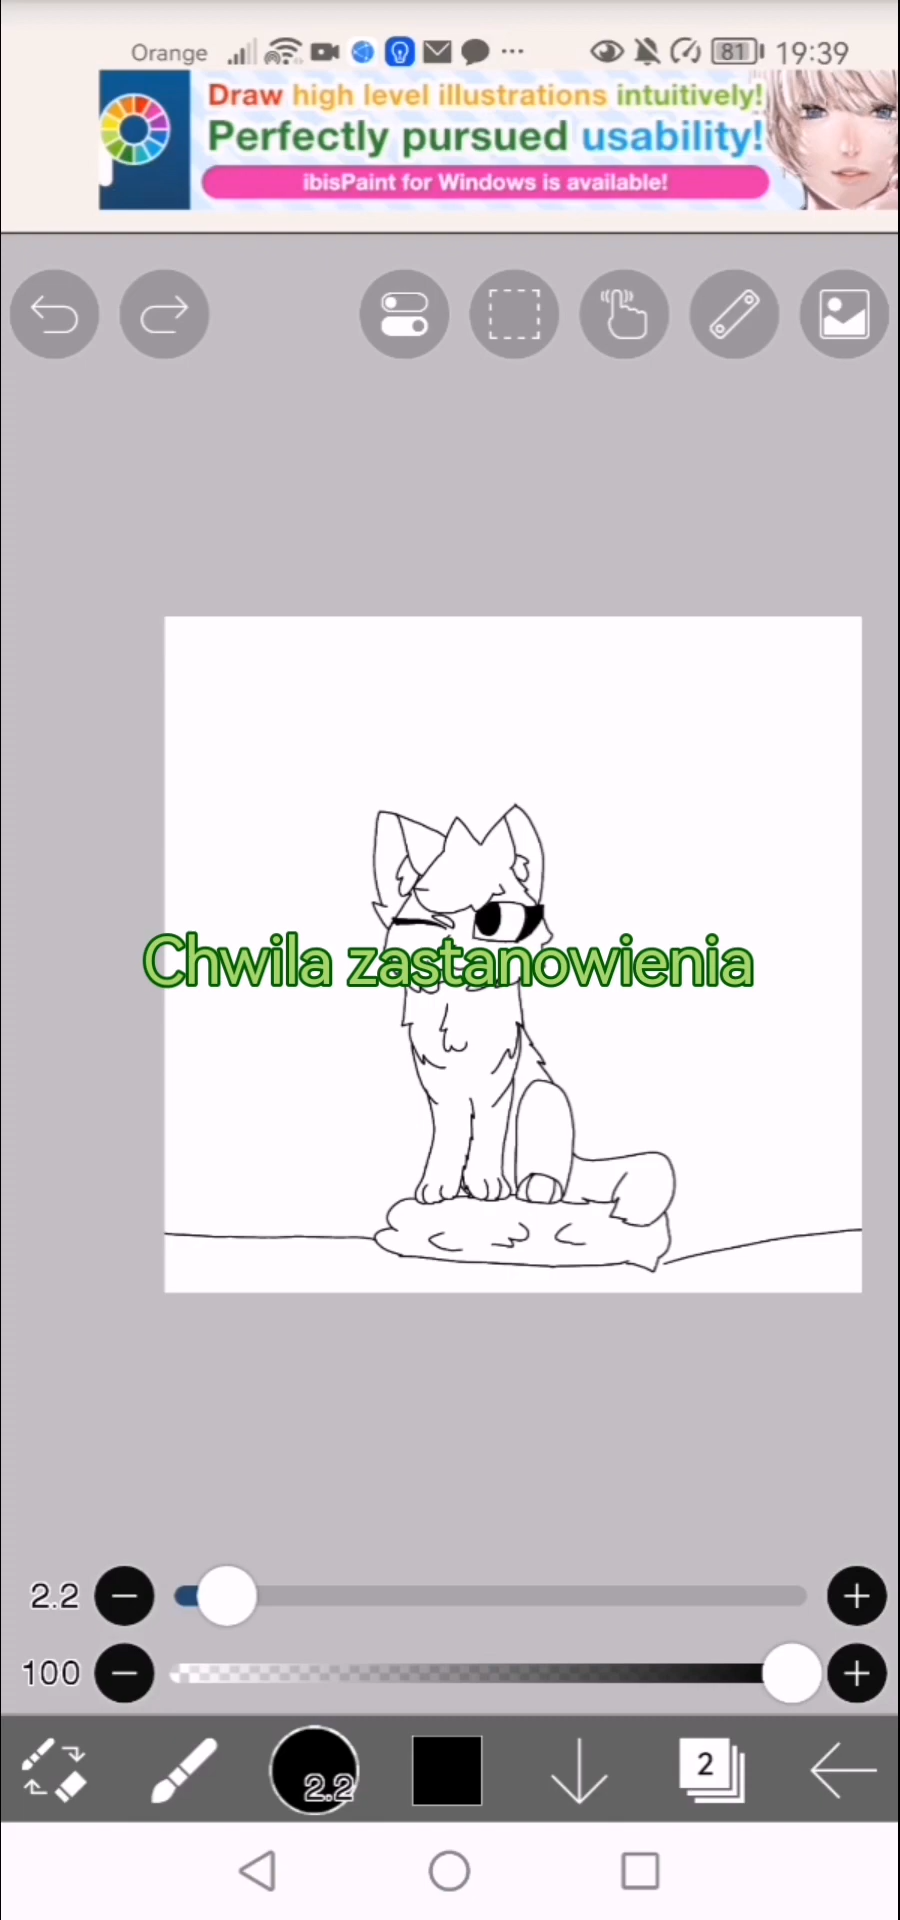 Orange 81 19:39
Draw high level illustrations intuitively!
Perfectly pursued usability!
ibisPaint for Windows is available!
Chwila zastanowienia
2.2
100
2.2
2